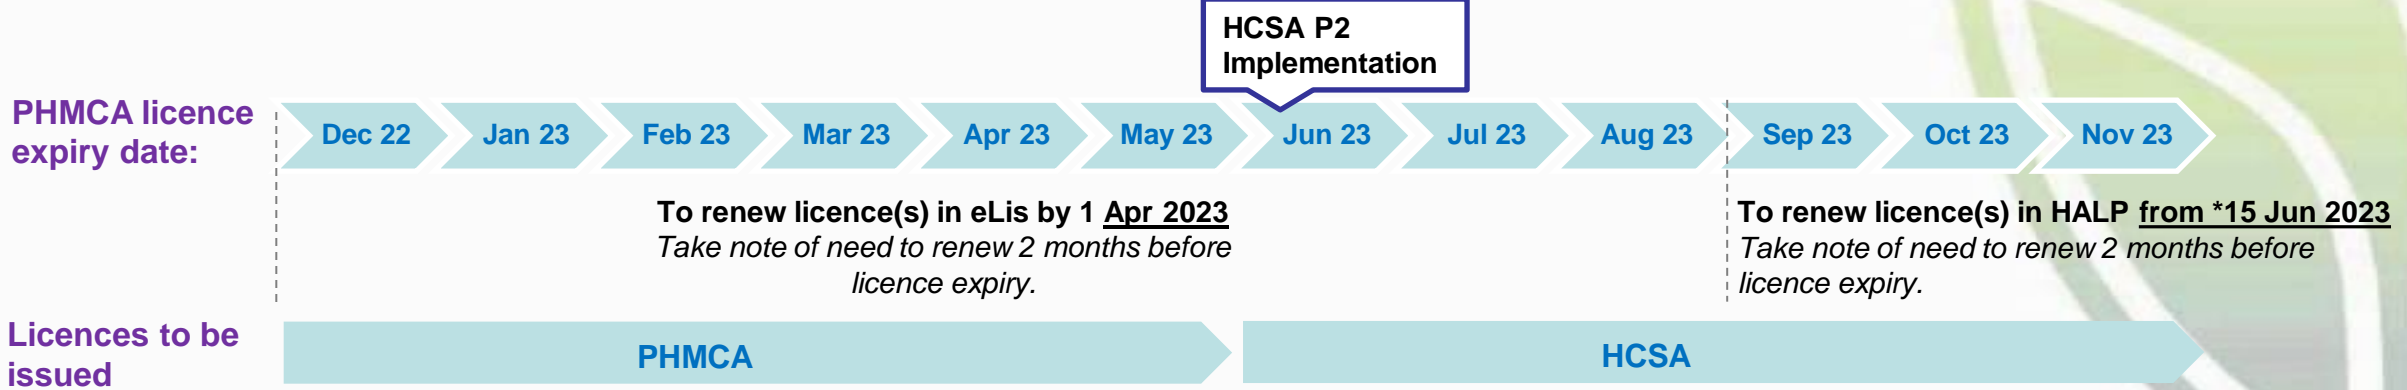 HCSA P2
Implementation
PHMCA licence
expiry date:
Dec 22
Jan 23
Feb 23
Mar 23
Apr 23
May 23
Jun 23
Jul 23
Aug 23
Sep 23
Oct 23
Nov 23
To renew licence(s) in eLis by 1 Apr 2023
Take note of need to renew 2 months before
licence expiry.
To renew licence(s) in HALP from *15 Jun 2023
Take note of need to renew 2 months before
licence expiry.
Licences to be
issued
PHMCA
HCSA